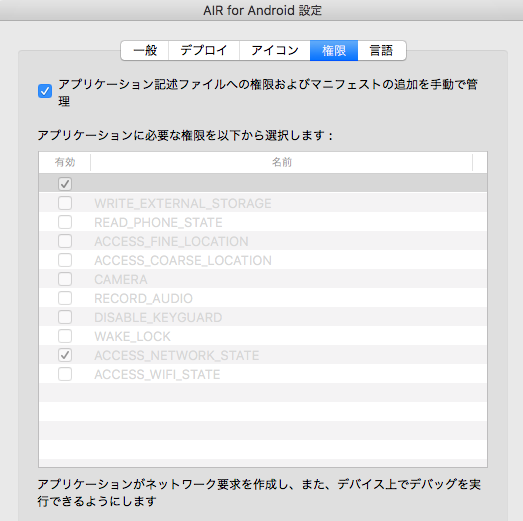 AIR for Android 設定
一般 デプロイ アイコン 権限 言語
アプリケーション記述ファイルへの権限およびマニフェストの追加を手動で管
理
アプリケーションに必要な権限を以下から選択します：
有効 名前
WRITE_EXTERNAL_STORAGE
READ_PHONE_STATE
ACCESS_FINE_LOCATION
ACCESS_COARSE_LOCATION
CAMERA
RECORD_AUDIO
DISABLE_KEYGUARD
WAKE_LOCK
ACCESS_NETWORK_STATE
ACCESS_WIFI_STATE
アプリケーションがネットワーク要求を作成し、また、デバイス上でデバッグを実
行できるようにします